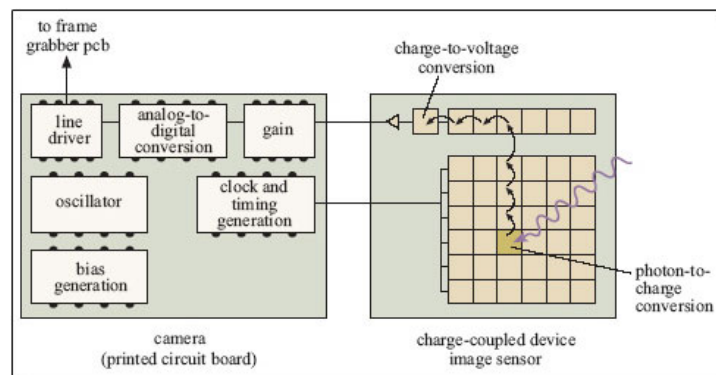 to frame
grabber pcb
charge-to-voltage
conversion
line
driver
analog-to-
digital
conversion
gain
oscillator
clock and
timing
generation
bias
generation
photon-to-
charge
conversion
camera
(printed circuit board)
charge-coupled device
image sensor